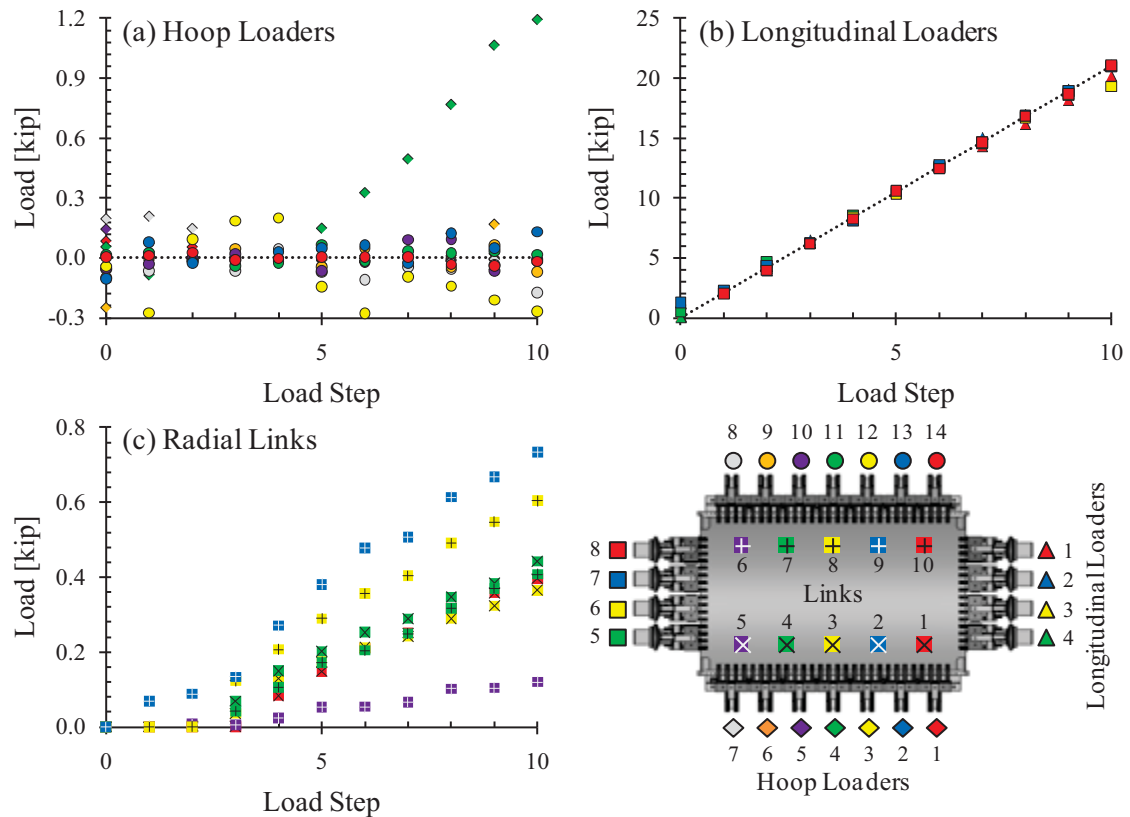 (a) Hoop Loaders
1.2
0.9
0.6
0.3
0.0
-0.3
Load [kip]
0 5 10
Load Step
(b) Longitudinal Loaders
25
20
15
10
5
0
Load [kip]
0 5 10
Load Step
(c) Radial Links
0.8
0.6
0.4
0.2
0.0
Load [kip]
0 5 10
Load Step
8 9 10 11 12 13 14
8
7
6
5
1
2
3
4
6 7 8 9 10
Links
5 4 3 2 1
7 6 5 4 3 2 1
Hoop Loaders
Longitudinal Loaders